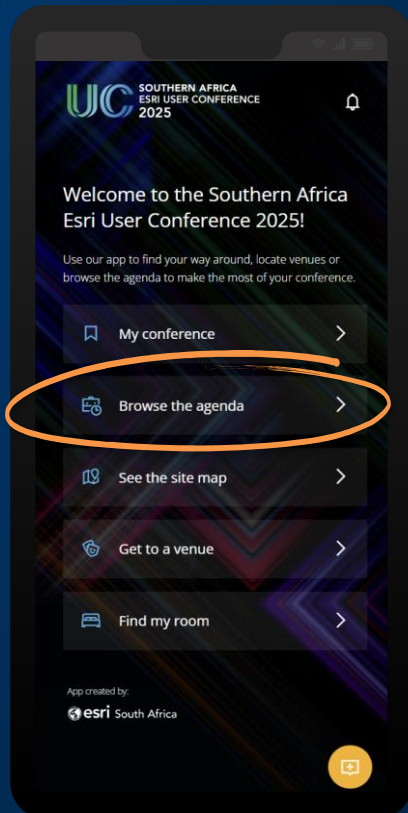 UC SOUTHERN AFRICA
ESRI USER CONFERENCE
2025
Welcome to the Southern Africa
Esri User Conference 2025!
Use our app to find your way around, locate venues or
browse the agenda to make the most of your conference.
My conference
Browse the agenda
See the site map
Get to a venue
Find my room
App created by:
esri South Africa